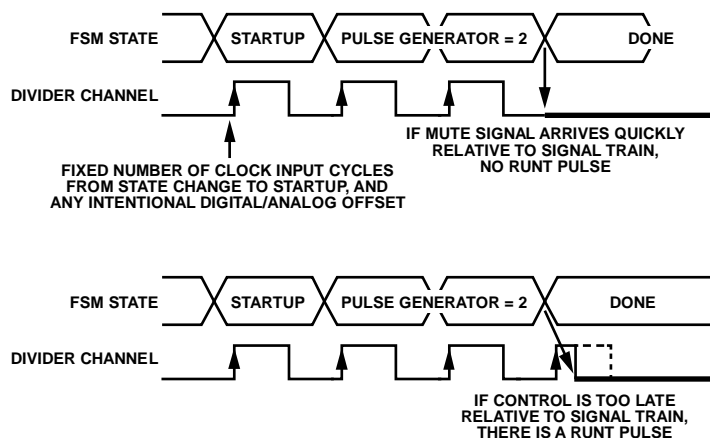 FSM STATE
STARTUP
PULSE GENERATOR = 2
DONE
DIVIDER CHANNEL
IF MUTE SIGNAL ARRIVES QUICKLY
RELATIVE TO SIGNAL TRAIN,
NO RUNT PULSE
FIXED NUMBER OF CLOCK INPUT CYCLES
FROM STATE CHANGE TO STARTUP, AND
ANY INTENTIONAL DIGITAL/ANALOG OFFSET
FSM STATE
STARTUP
PULSE GENERATOR = 2
DONE
DIVIDER CHANNEL
IF CONTROL IS TOO LATE
RELATIVE TO SIGNAL TRAIN,
THERE IS A RUNT PULSE